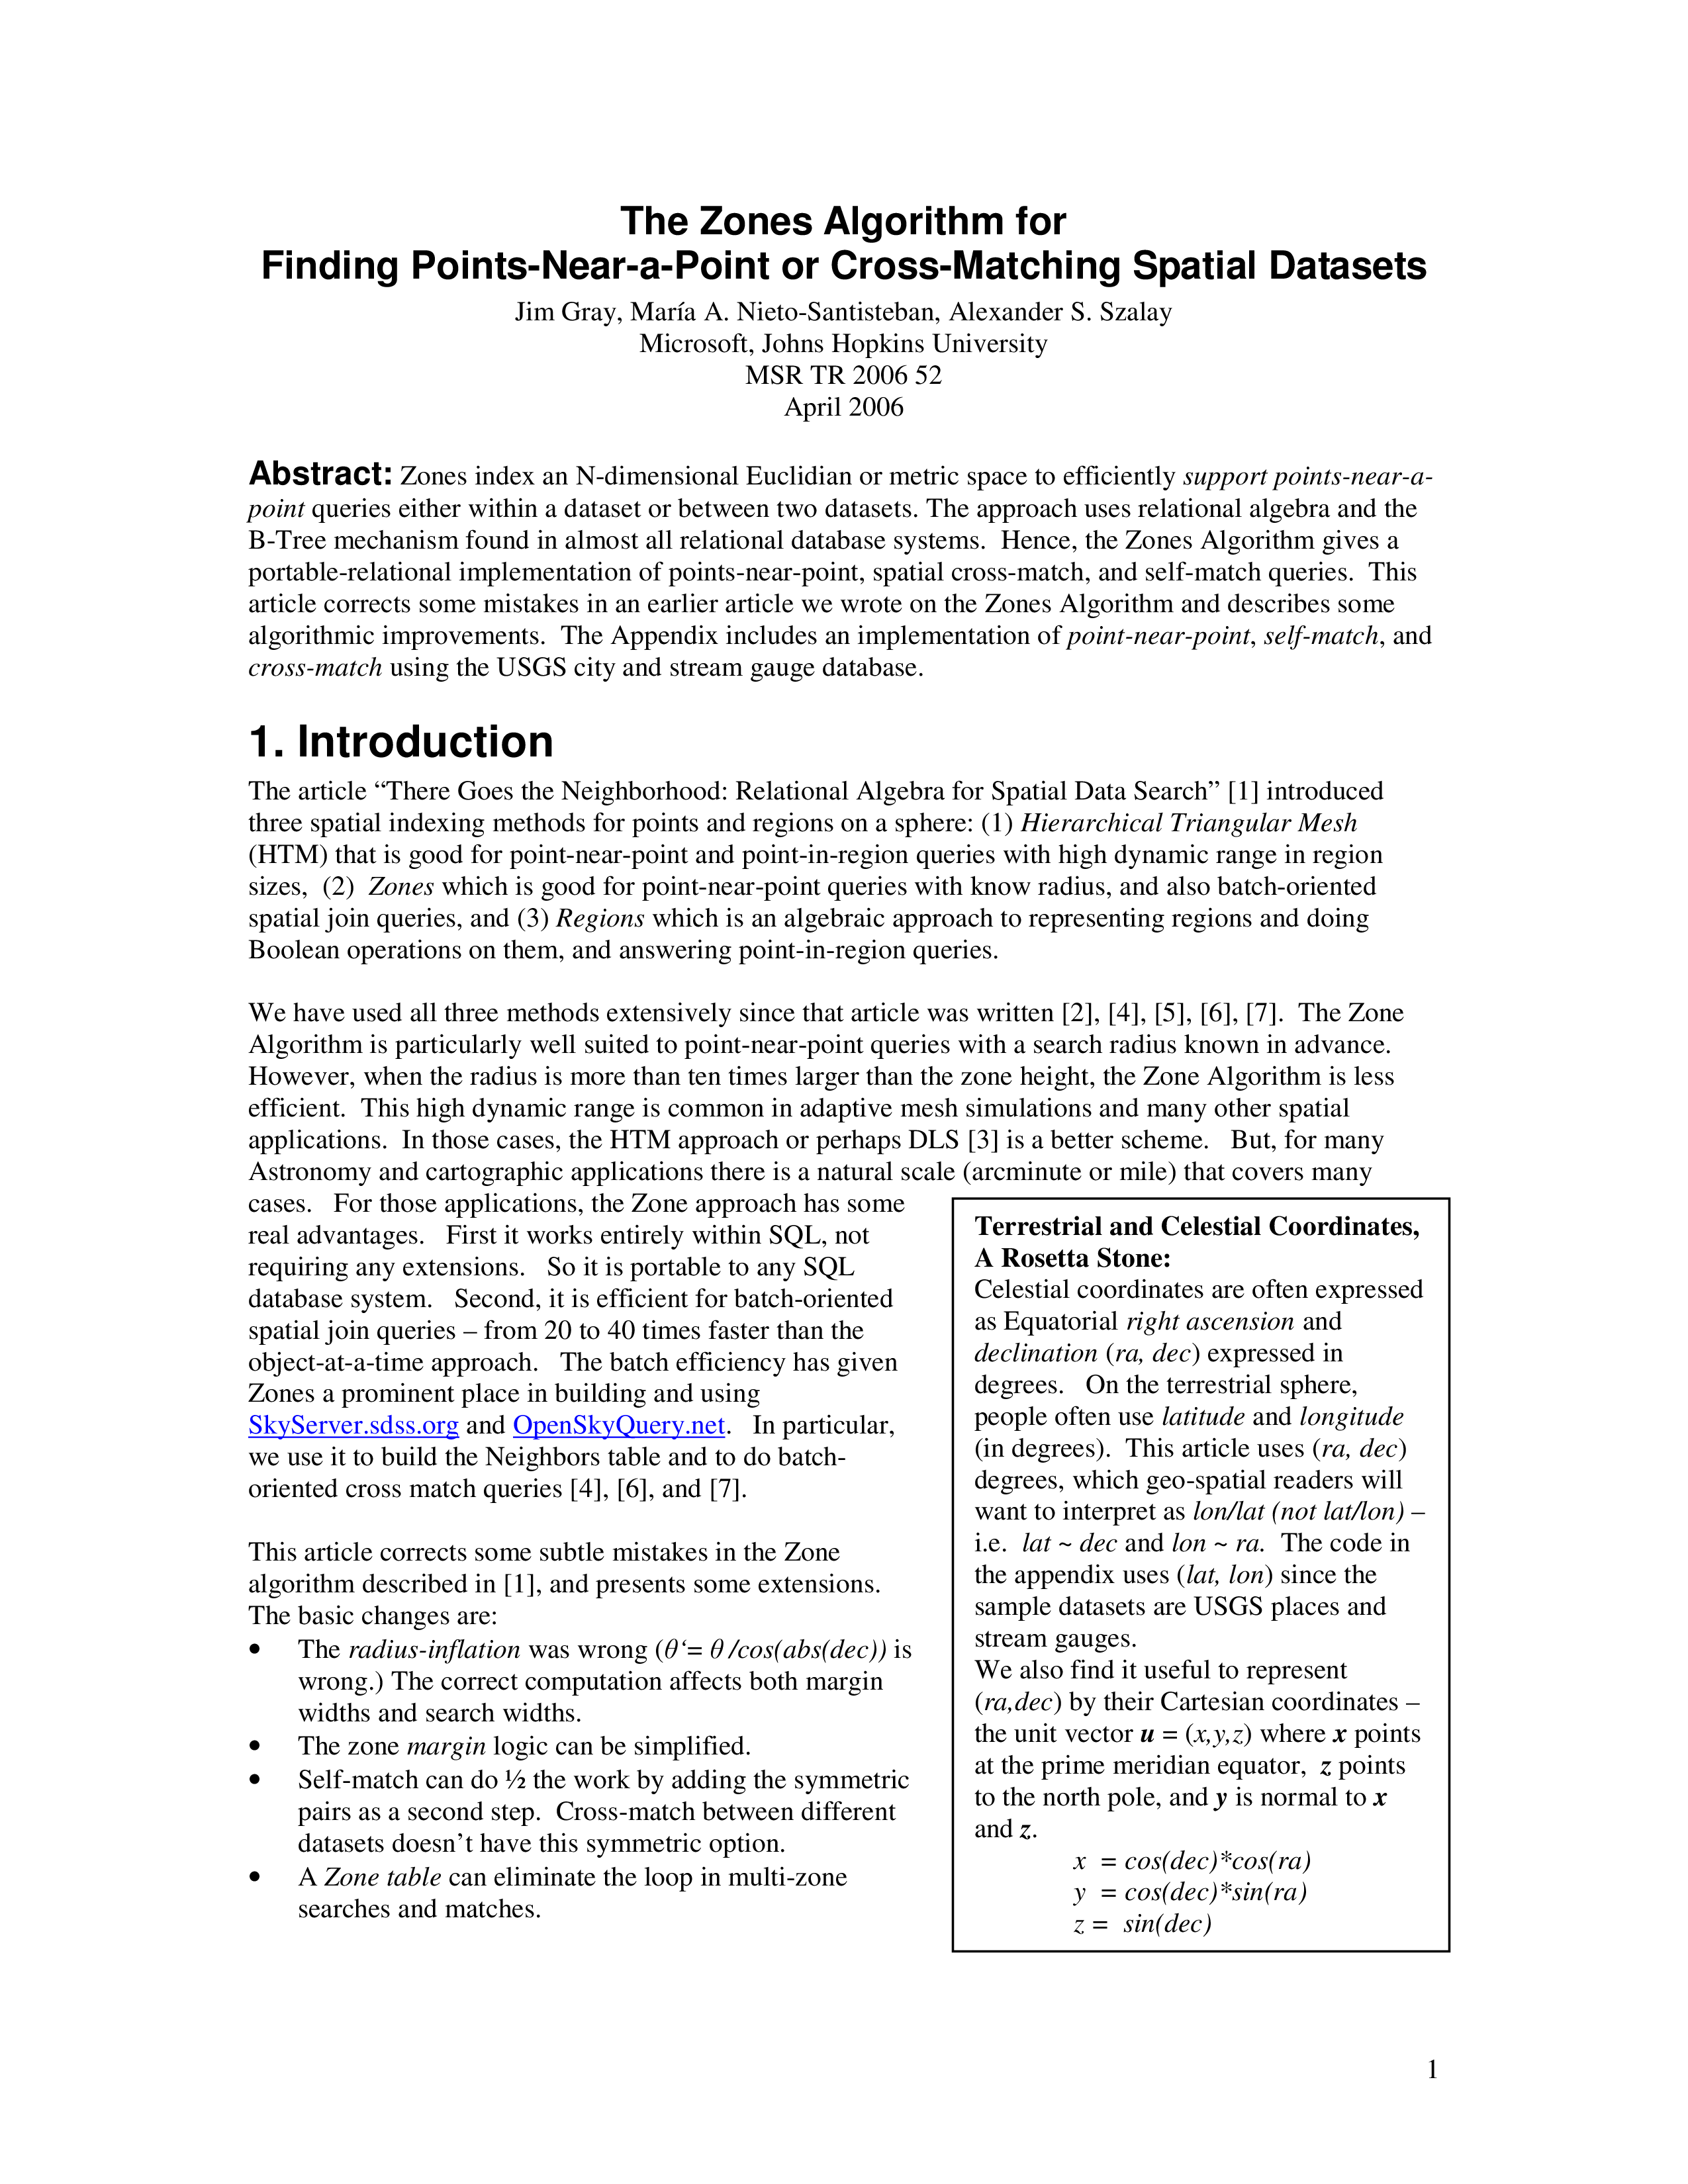 The Zones Algorithm for
Finding Points-Near-a-Point or Cross-Matching Spatial Datasets
Jim Gray, María A. Nieto-Santisteban, Alexander S. Szalay
Microsoft, Johns Hopkins University
MSR TR 2006 52
April 2006
Abstract: Zones index an N-dimensional Euclidian or metric space to efficiently support points-near-a-
point queries either within a dataset or between two datasets. The approach uses relational algebra and the
B-Tree mechanism found in almost all relational database systems. Hence, the Zones Algorithm gives a
portable-relational implementation of points-near-point, spatial cross-match, and self-match queries. This
article corrects some mistakes in an earlier article we wrote on the Zones Algorithm and describes some
algorithmic improvements. The Appendix includes an implementation of point-near-point, self-match, and
cross-match using the USGS city and stream gauge database.
1. Introduction
The article “There Goes the Neighborhood: Relational Algebra for Spatial Data Search” [1] introduced
three spatial indexing methods for points and regions on a sphere: (1) Hierarchical Triangular Mesh
(HTM) that is good for point-near-point and point-in-region queries with high dynamic range in region
sizes, (2) Zones which is good for point-near-point queries with know radius, and also batch-oriented
spatial join queries, and (3) Regions which is an algebraic approach to representing regions and doing
Boolean operations on them, and answering point-in-region queries.
We have used all three methods extensively since that article was written [2], [4], [5], [6], [7]. The Zone
Algorithm is particularly well suited to point-near-point queries with a search radius known in advance.
However, when the radius is more than ten times larger than the zone height, the Zone Algorithm is less
efficient. This high dynamic range is common in adaptive mesh simulations and many other spatial
applications. In those cases, the HTM approach or perhaps DLS [3] is a better scheme. But, for many
Astronomy and cartographic applications there is a natural scale (arcminute or mile) that covers many
cases. For those applications, the Zone approach has some
real advantages. First it works entirely within SQL, not
requiring any extensions. So it is portable to any SQL
database system. Second, it is efficient for batch-oriented
spatial join queries – from 20 to 40 times faster than the
object-at-a-time approach. The batch efficiency has given
Zones a prominent place in building and using
SkyServer.sdss.org and OpenSkyQuery.net. In particular,
we use it to build the Neighbors table and to do batch-
oriented cross match queries [4], [6], and [7].
This article corrects some subtle mistakes in the Zone
algorithm described in [1], and presents some extensions.
The basic changes are:
• The radius-inflation was wrong (θ‘= θ /cos(abs(dec)) is
wrong.) The correct computation affects both margin
widths and search widths.
• The zone margin logic can be simplified.
• Self-match can do ½ the work by adding the symmetric
pairs as a second step. Cross-match between different
datasets doesn’t have this symmetric option.
• A Zone table can eliminate the loop in multi-zone
searches and matches.
Terrestrial and Celestial Coordinates,
A Rosetta Stone:
Celestial coordinates are often expressed
as Equatorial right ascension and
declination (ra, dec) expressed in
degrees. On the terrestrial sphere,
people often use latitude and longitude
(in degrees). This article uses (ra, dec)
degrees, which geo-spatial readers will
want to interpret as lon/lat (not lat/lon) –
i.e. lat ~ dec and lon ~ ra. The code in
the appendix uses (lat, lon) since the
sample datasets are USGS places and
stream gauges.
We also find it useful to represent
(ra,dec) by their Cartesian coordinates –
the unit vector u = (x,y,z) where x points
at the prime meridian equator, z points
to the north pole, and y is normal to x
and z.
x = cos(dec)*cos(ra)
y = cos(dec)*sin(ra)
z = sin(dec)
1